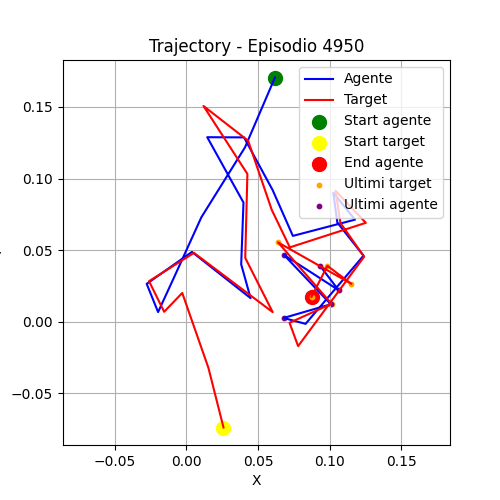 Trajectory - Episodio 4950
Agente
Target
Start agente
Start target
End agente
Ultimi target
Ultimi agente
0.15
0.10
0.05
0.00
−0.05
−0.05
0.00
0.05
0.10
0.15
X